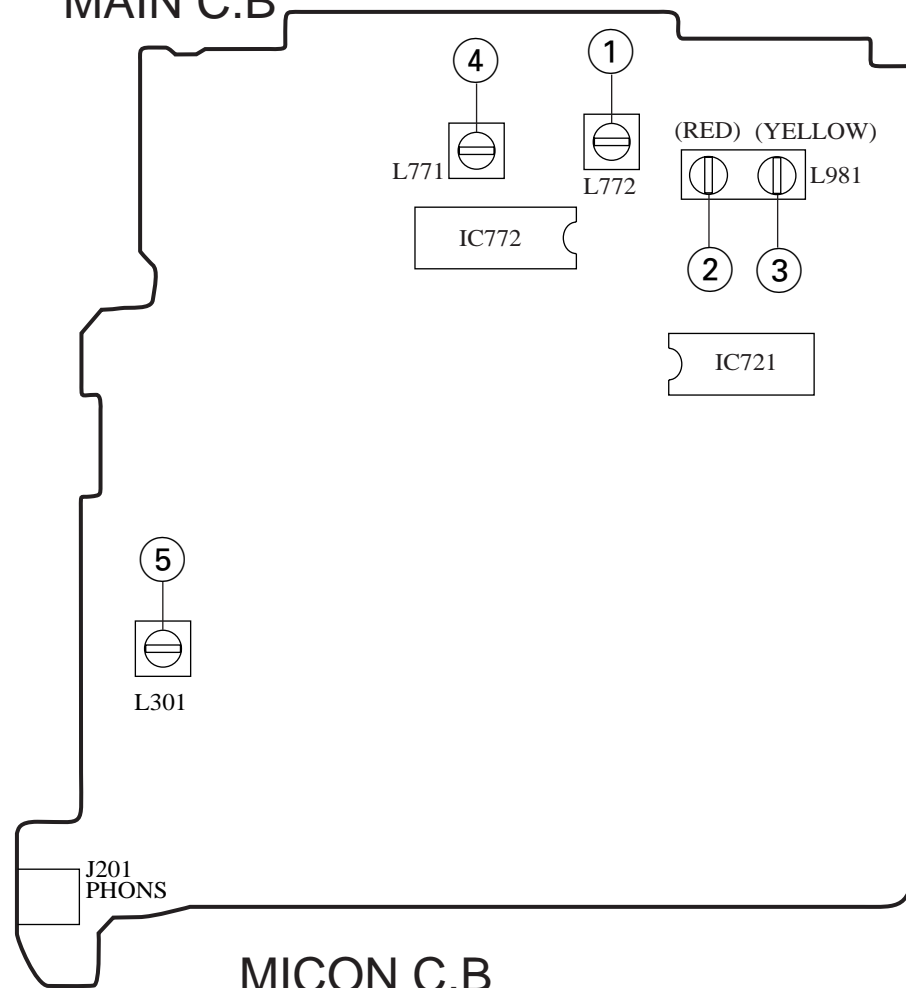 MAIN C.B
4
1
(RED) (YELLOW)
L771
L772
L981
IC772
2
3
IC721
5
L301
J201
PHONS
MICON C.B